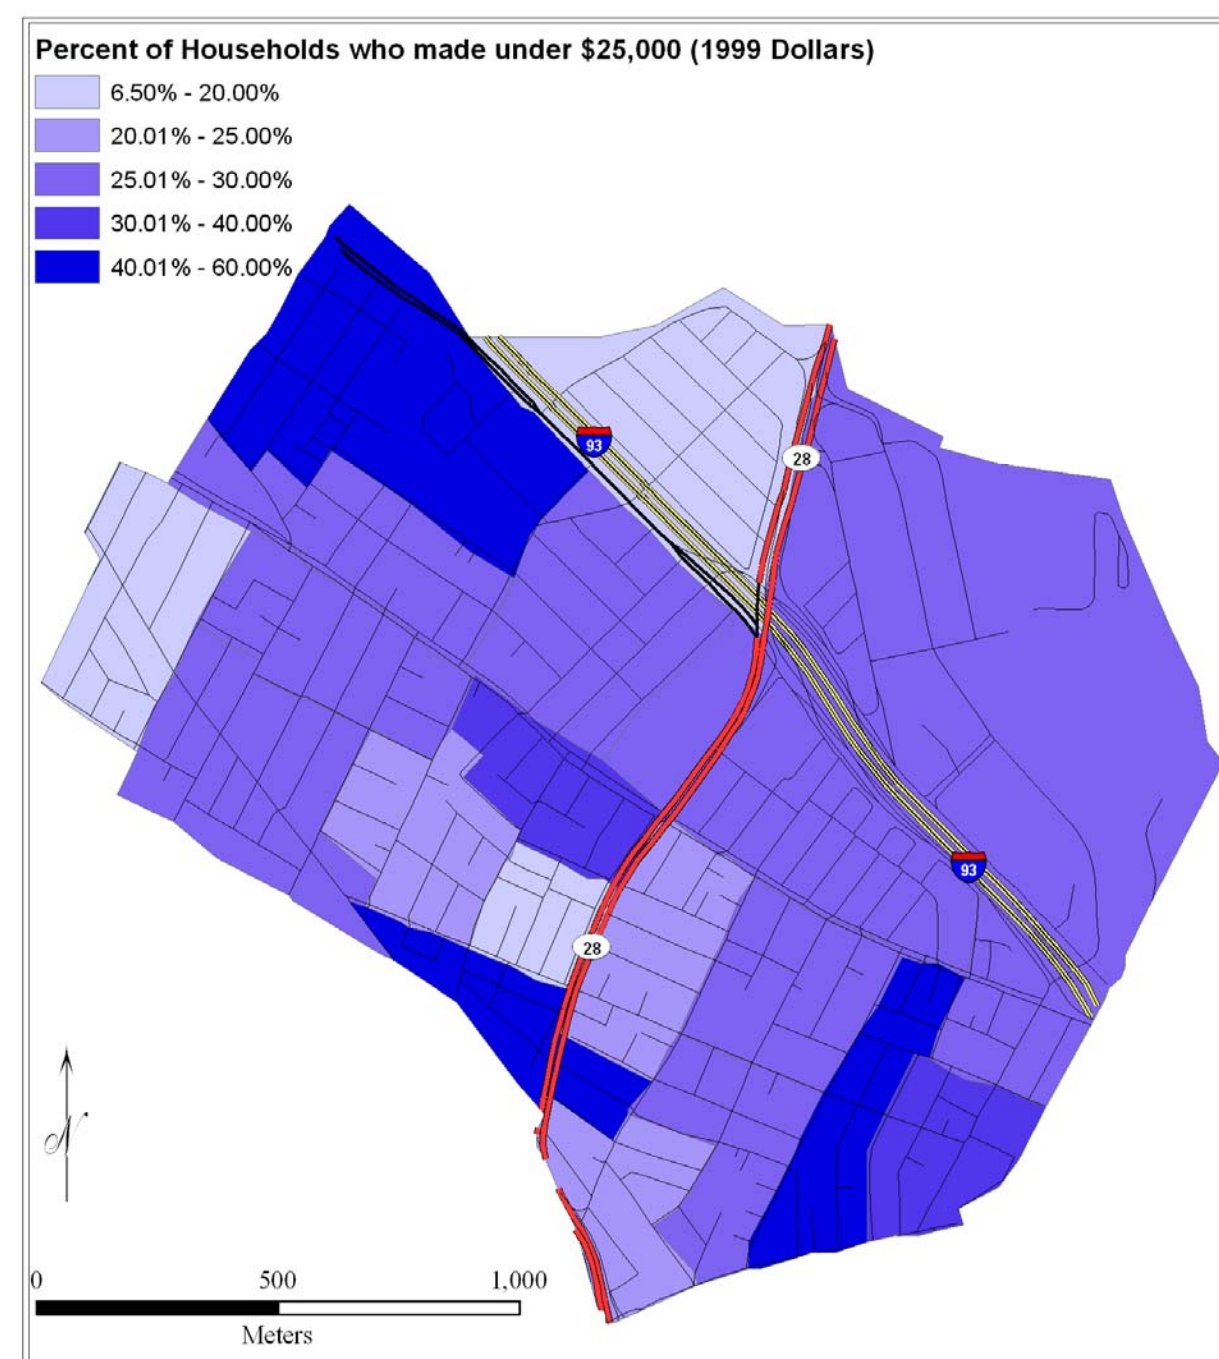 Percent of Households who made under $25,000 (1999 Dollars)
6.50% - 20.00%
20.01% - 25.00%
25.01% - 30.00%
30.01% - 40.00%
40.01% - 60.00%
93
28
93
28
N
0 500 1,000
Meters